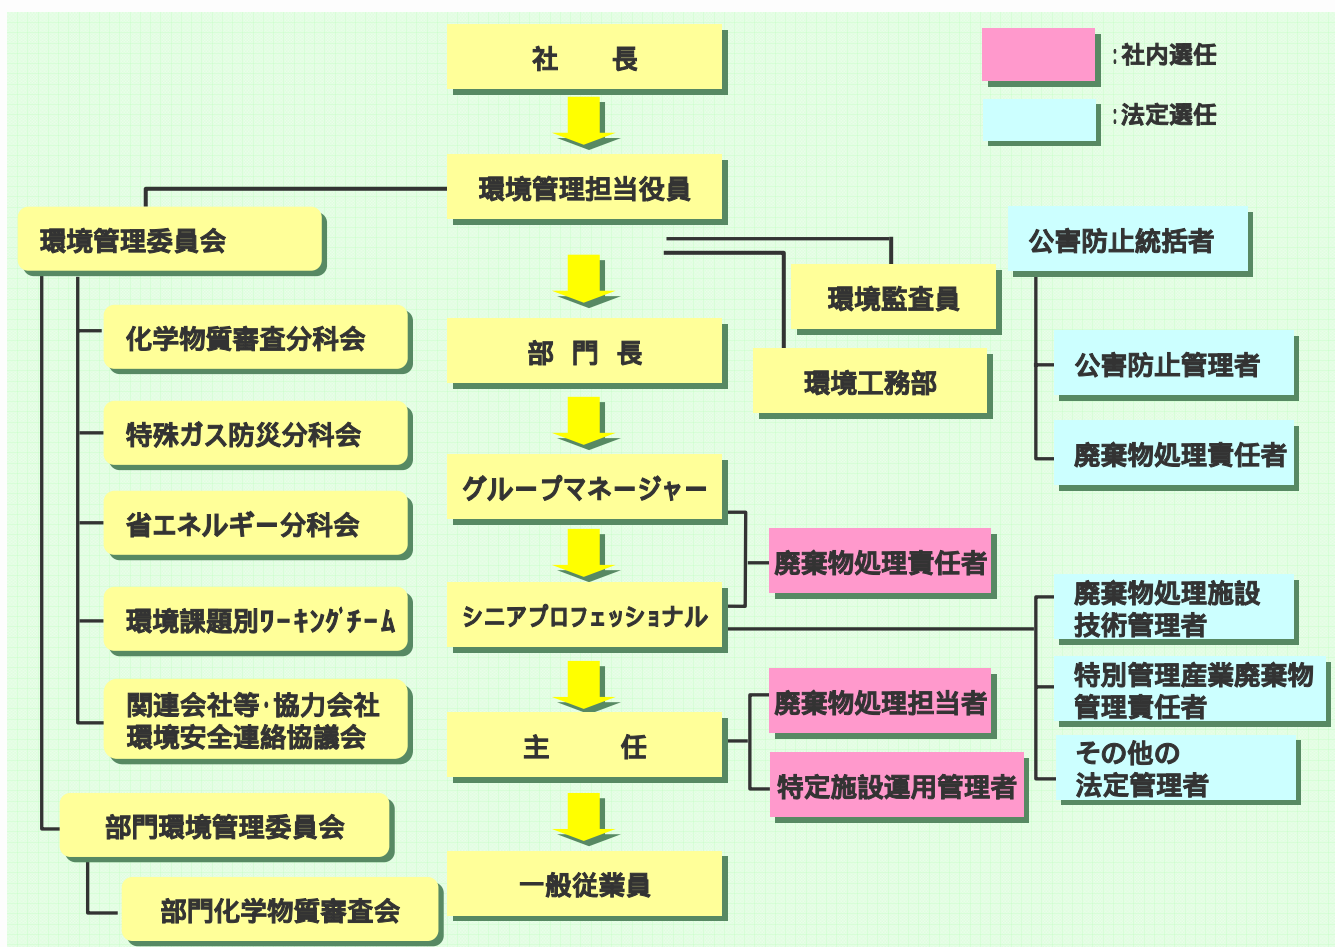 社　長
：社内選任
：法定選任
環境管理担当役員
環境管理委員会
公害防止統括者
環境監査員
化学物質審査分科会
部 門 長
環境工務部
公害防止管理者
特殊ガス防災分科会
廃棄物処理責任者
グループマネージャー
省エネルギー分科会
廃棄物処理責任者
シニアプロフェッショナル
環境課題別ﾜｰｷﾝｸﾞﾁｰﾑ
廃棄物処理施設
技術管理者
特別管理産業廃棄物
管理責任者
廃棄物処理担当者
関連会社等･協力会社
環境安全連絡協議会
主　任
その他の
法定管理者
特定施設運用管理者
部門環境管理委員会
一般従業員
部門化学物質審査会